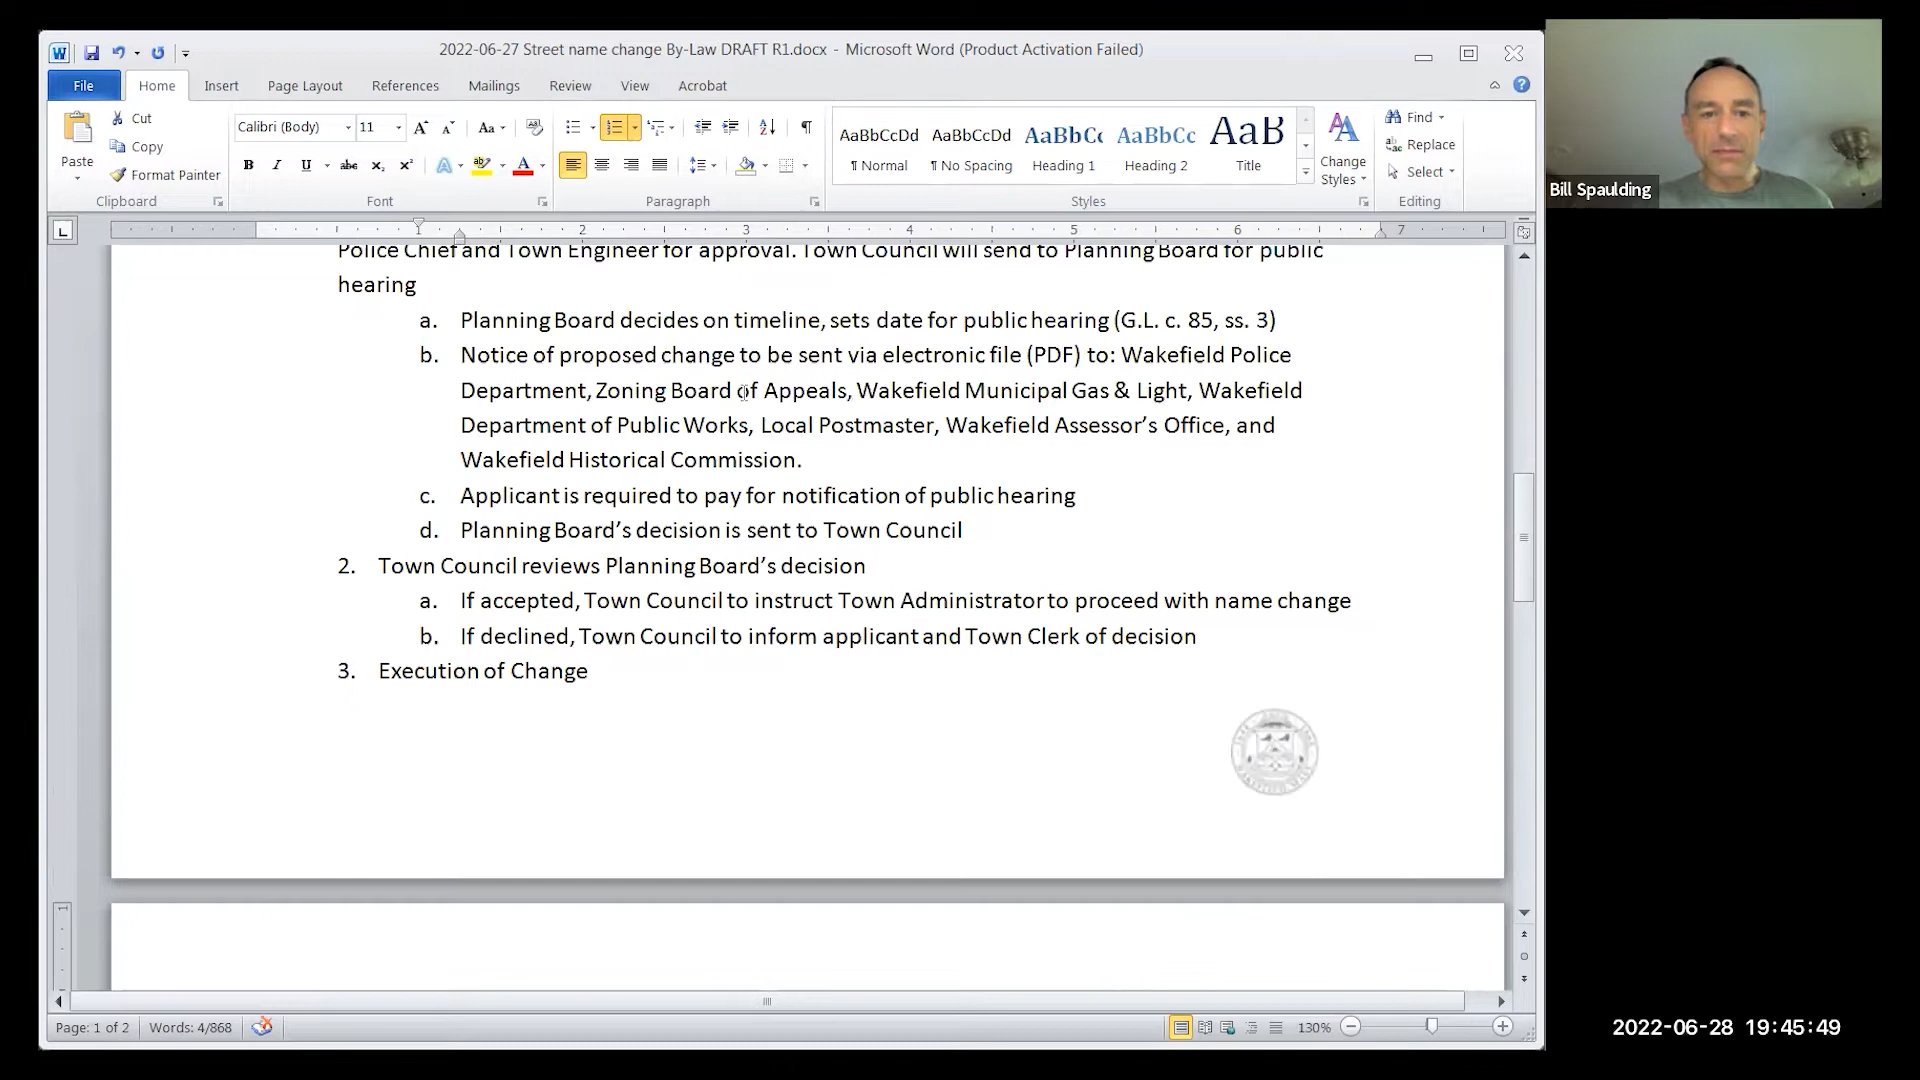 2022-06-27 Street name change By-Law DRAFT R1.docx - Microsoft Word (Product Activation Failed)
File Home Insert Page Layout References Mailings Review View Acrobat
Paste
Cut
Copy
Format Painter
Clipboard
Calibri (Body) 11
Font
Paragraph
AaBbCcDd AaBbCcDd AaBbCc AaBbCc AaB
¶ Normal ¶ No Spacing Heading 1 Heading 2 Title
Change
Styles
Styles
Find
Replace
Select
Editing
Bill Spaulding
1 2 3 4 5 6 7
Police Chief and Town Engineer for approval. Town Council will send to Planning Board for public
hearing
a. Planning Board decides on timeline, sets date for public hearing (G.L. c. 85, ss. 3)
b. Notice of proposed change to be sent via electronic file (PDF) to: Wakefield Police
Department, Zoning Board of Appeals, Wakefield Municipal Gas & Light, Wakefield
Department of Public Works, Local Postmaster, Wakefield Assessor’s Office, and
Wakefield Historical Commission.
c. Applicant is required to pay for notification of public hearing
d. Planning Board’s decision is sent to Town Council
2. Town Council reviews Planning Board’s decision
a. If accepted, Town Council to instruct Town Administrator to proceed with name change
b. If declined, Town Council to inform applicant and Town Clerk of decision
3. Execution of Change
Page: 1 of 2 Words: 4/868 130%
2022-06-28 19:45:49